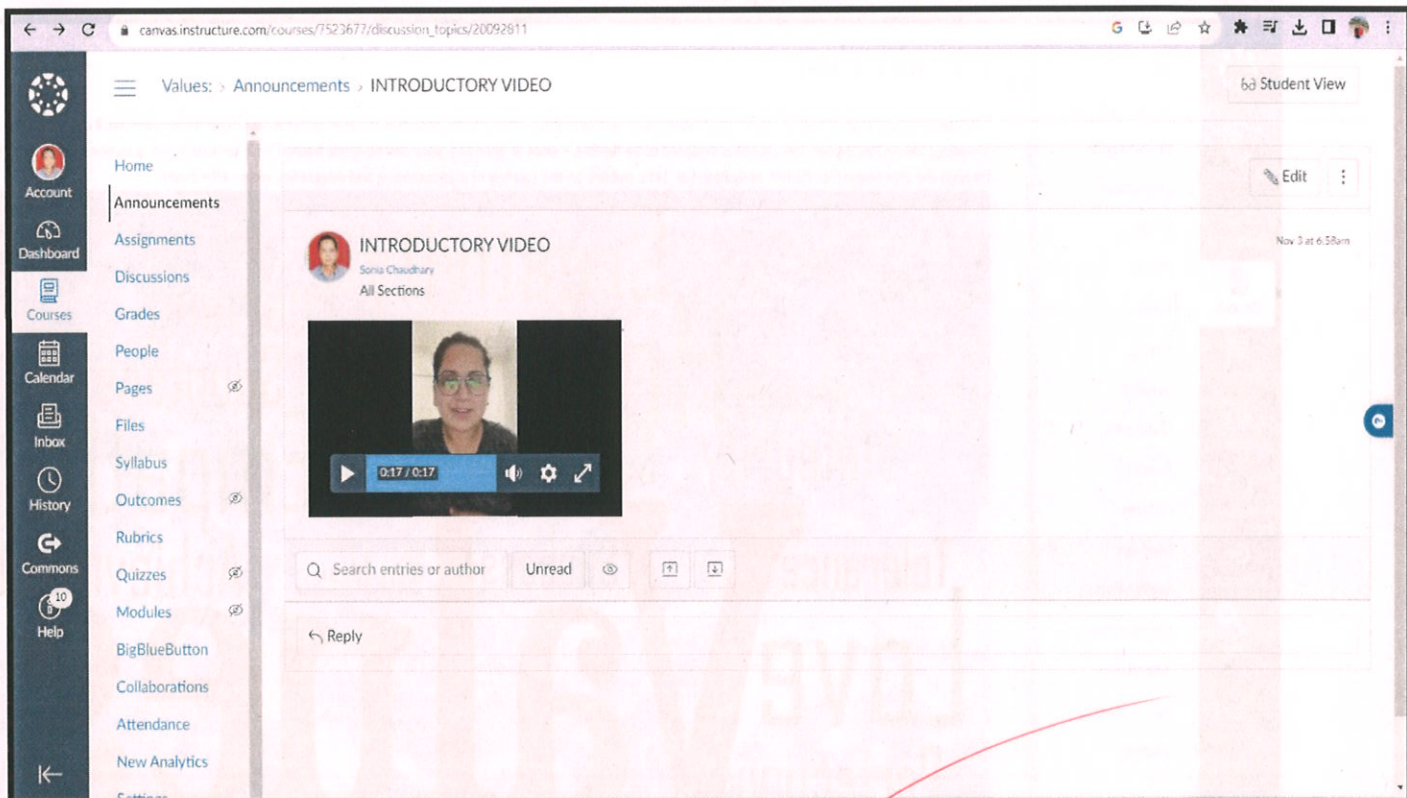 canvas.instructure.com/courses/7523677/discussion_topics/20092811
Values: › Announcements › INTRODUCTORY VIDEO
Student View
Account
Dashboard
Courses
Calendar
Inbox
History
Commons
10
Help
Home
Announcements
Assignments
Discussions
Grades
People
Pages
Files
Syllabus
Outcomes
Rubrics
Quizzes
Modules
BigBlueButton
Collaborations
Attendance
New Analytics
Settings
Edit
INTRODUCTORY VIDEO
Nov 3 at 6:58am
Sonia Chaudhary
All Sections
0:17 / 0:17
Search entries or author
Unread
Reply